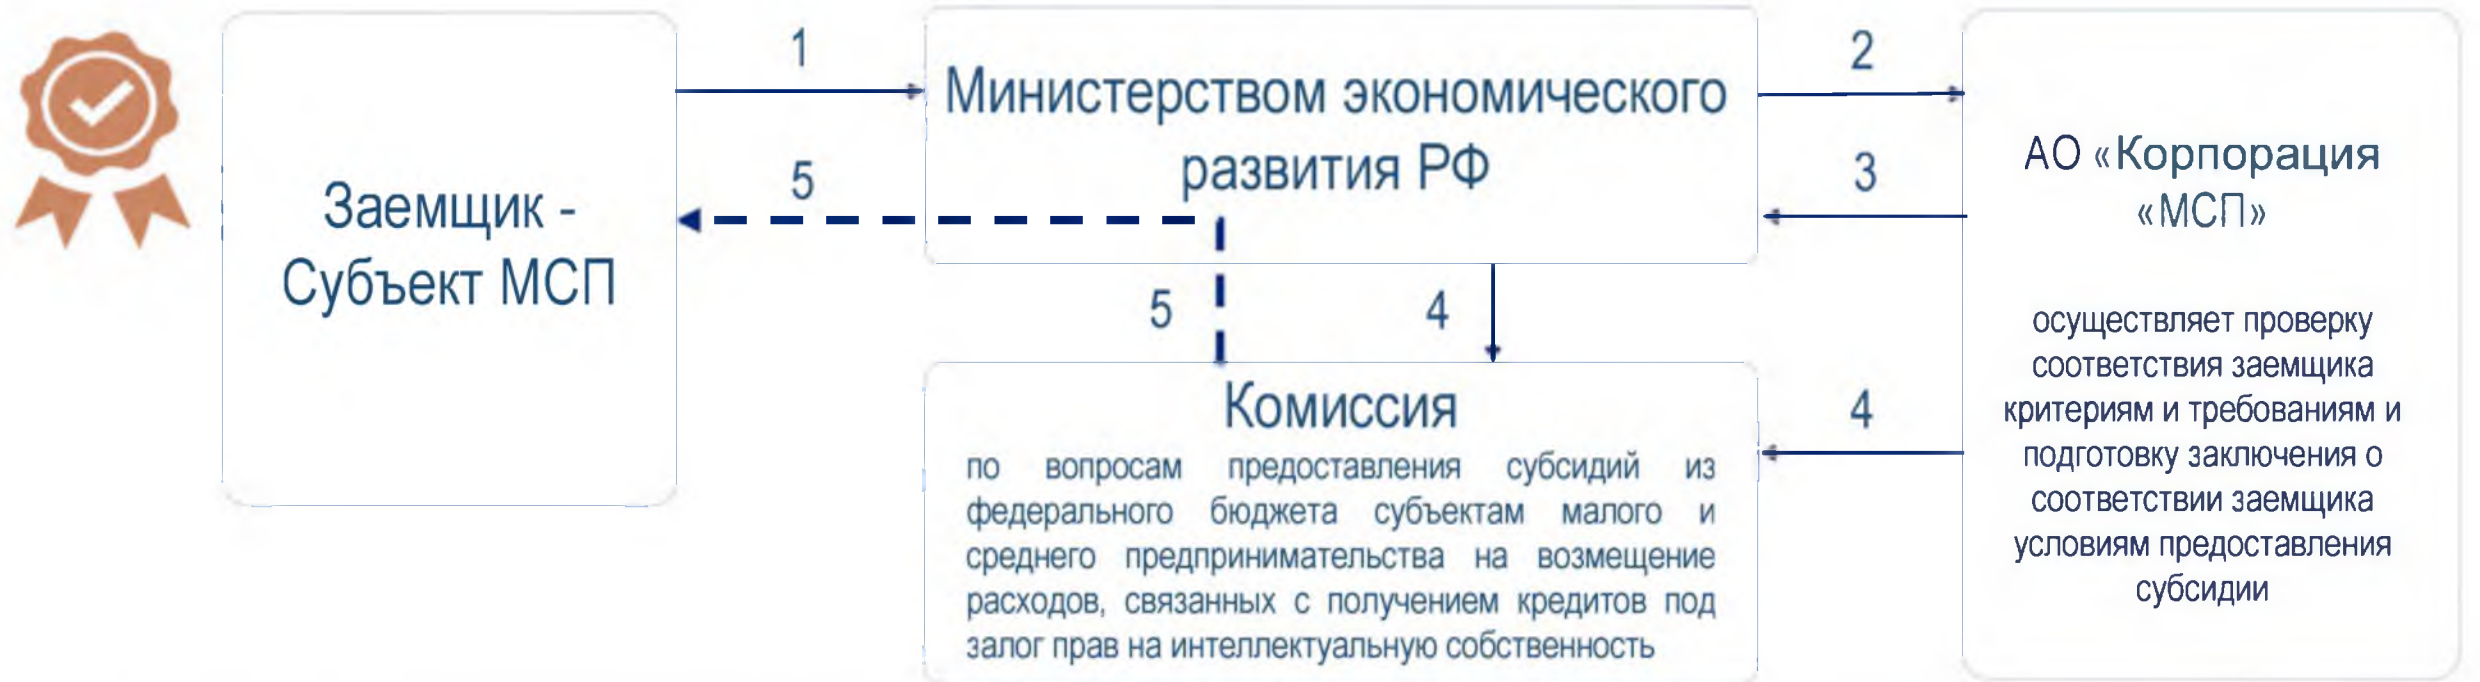 Заемщик -
Субъект МСП
1
5
Министерством экономического
развития РФ
2
3
5
4
Комиссия
по вопросам предоставления субсидий из
федерального бюджета субъектам малого и
среднего предпринимательства на возмещение
расходов, связанных с получением кредитов под
залог прав на интеллектуальную собственность
4
АО «Корпорация
«МСП»
осуществляет проверку
соответствия заемщика
критериям и требованиям и
подготовку заключения о
соответствии заемщика
условиям предоставления
субсидии